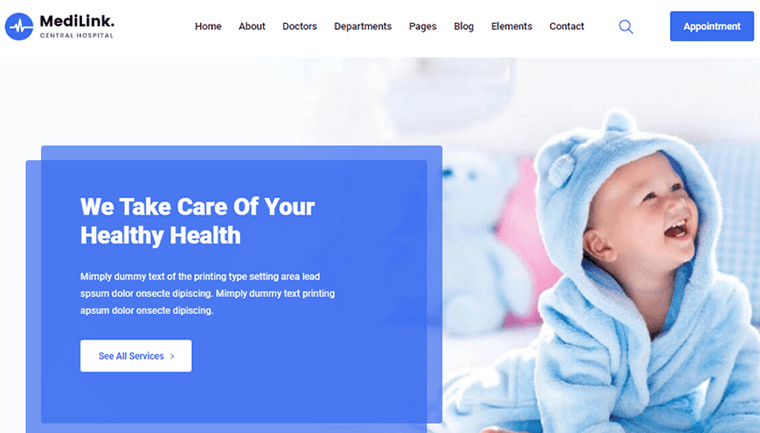 MediLink.
CENTRAL HOSPITAL
Home About Doctors Departments Pages Blog Elements Contact
Appointment
We Take Care Of Your
Healthy Health
Mimply dummy text of the printing type setting area lead
spsum dolor onsecte dipiscing. Mimply dummy text printing
apsum dolor onsecte dipiscing.
See All Services